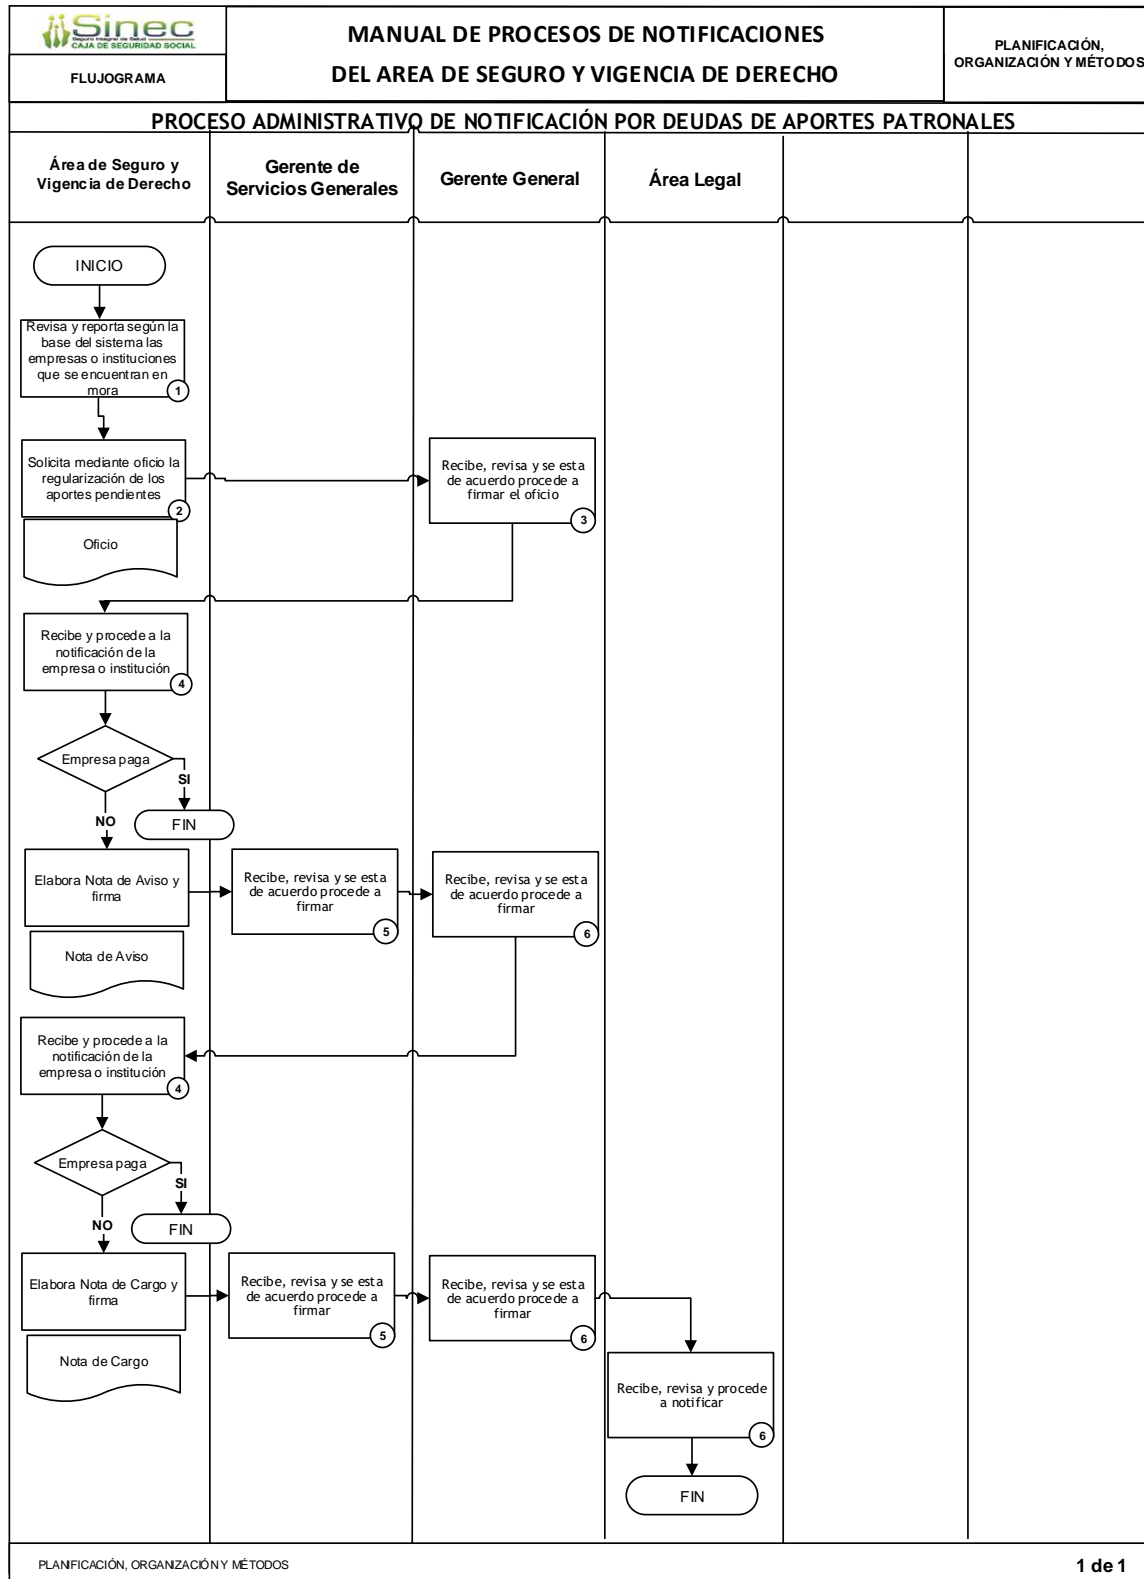 Sinec
Seguro Integral de Salud
CAJA DE SEGURIDAD SOCIAL
FLUJOGRAMA
MANUAL DE PROCESOS DE NOTIFICACIONES
DEL AREA DE SEGURO Y VIGENCIA DE DERECHO
PLANIFICACIÓN,
ORGANIZACIÓN Y MÉTODOS
PROCESO ADMINISTRATIVO DE NOTIFICACIÓN POR DEUDAS DE APORTES PATRONALES
Área de Seguro y
Vigencia de Derecho
Gerente de
Servicios Generales
Gerente General
Área Legal
INICIO
Revisa y reporta según la
base del sistema las
empresas o instituciones
que se encuentran en
mora
1
Solicita mediante oficio la
regularización de los
aportes pendientes
2
Oficio
Recibe, revisa y se esta
de acuerdo procede a
firmar el oficio
3
Recibe y procede a la
notificación de la
empresa o institución
4
Empresa paga
SI
FIN
NO
Elabora Nota de Aviso y
firma
Nota de Aviso
Recibe, revisa y se esta
de acuerdo procede a
firmar
5
Recibe, revisa y se esta
de acuerdo procede a
firmar
6
Recibe y procede a la
notificación de la
empresa o institución
4
Empresa paga
SI
FIN
NO
Elabora Nota de Cargo y
firma
Nota de Cargo
Recibe, revisa y se esta
de acuerdo procede a
firmar
5
Recibe, revisa y se esta
de acuerdo procede a
firmar
6
Recibe, revisa y procede
a notificar
6
FIN
PLANIFICACIÓN, ORGANIZACIÓN Y MÉTODOS
1 de 1